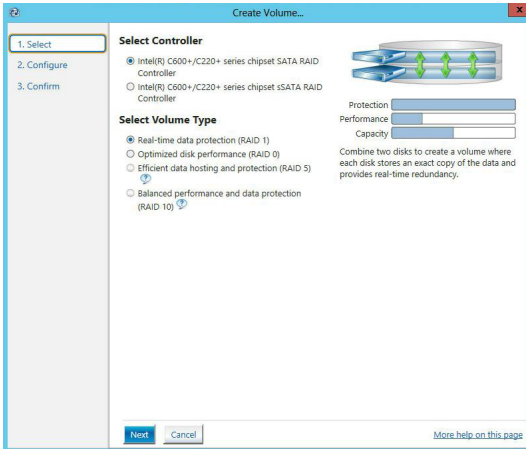 Create Volume...
x
1. Select
2. Configure
3. Confirm
Select Controller
Intel(R) C600+/C220+ series chipset SATA RAID
Controller
Intel(R) C600+/C220+ series chipset sSATA RAID
Controller
Select Volume Type
Real-time data protection (RAID 1)
Optimized disk performance (RAID 0)
Efficient data hosting and protection (RAID 5)
?
Balanced performance and data protection
(RAID 10) ?
Protection
Performance
Capacity
Combine two disks to create a volume where
each disk stores an exact copy of the data and
provides real-time redundancy.
Next
Cancel
More help on this page